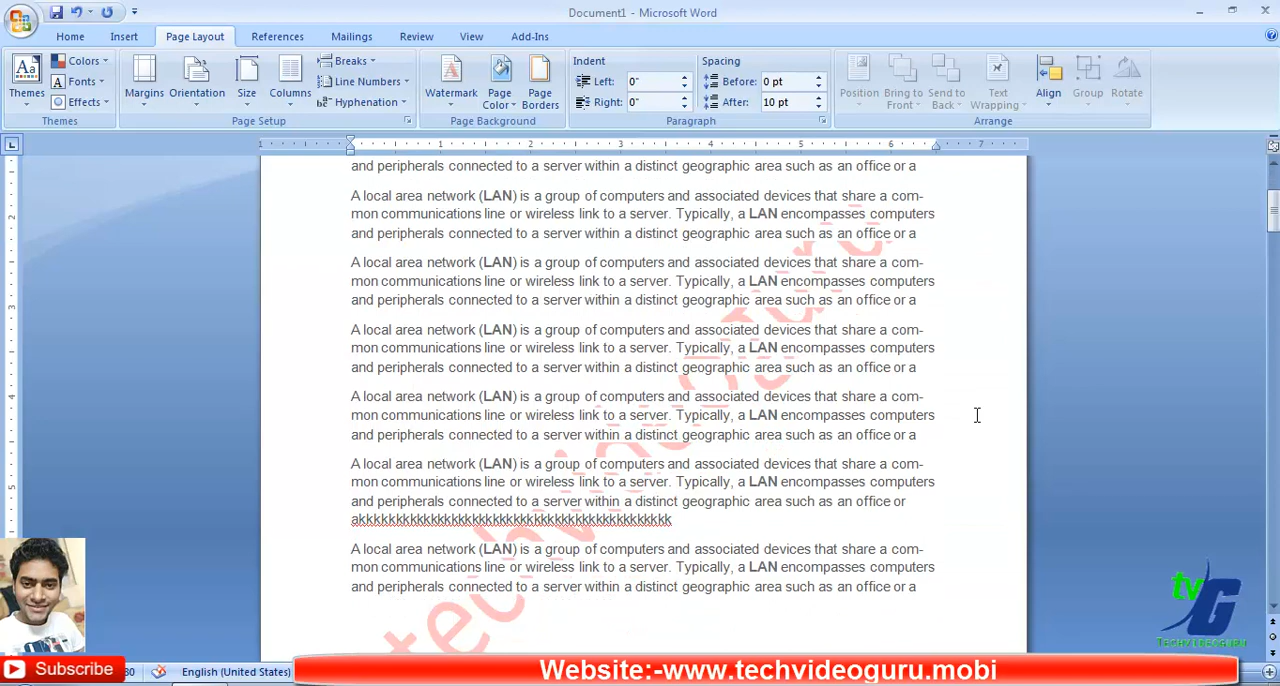 Document1 - Microsoft Word
Home Insert Page Layout References Mailings Review View Add-Ins
Themes Colors Fonts Effects Margins Orientation Size Columns Breaks Line Numbers Hyphenation Watermark Page Color Page Borders Indent Left: 0" Right: 0" Spacing Before: 0 pt After: 10 pt Position Bring to Front Send to Back Text Wrapping Align Group Rotate
Themes Page Setup Page Background Paragraph Arrange
1 1 2 3 4 5 6 7
and peripherals connected to a server within a distinct geographic area such as an office or a
A local area network (LAN) is a group of computers and associated devices that share a com-
mon communications line or wireless link to a server. Typically, a LAN encompasses computers
and peripherals connected to a server within a distinct geographic area such as an office or a
A local area network (LAN) is a group of computers and associated devices that share a com-
mon communications line or wireless link to a server. Typically, a LAN encompasses computers
and peripherals connected to a server within a distinct geographic area such as an office or a
A local area network (LAN) is a group of computers and associated devices that share a com-
mon communications line or wireless link to a server. Typically, a LAN encompasses computers
and peripherals connected to a server within a distinct geographic area such as an office or a
A local area network (LAN) is a group of computers and associated devices that share a com-
mon communications line or wireless link to a server. Typically, a LAN encompasses computers
and peripherals connected to a server within a distinct geographic area such as an office or a
A local area network (LAN) is a group of computers and associated devices that share a com-
mon communications line or wireless link to a server. Typically, a LAN encompasses computers
and peripherals connected to a server within a distinct geographic area such as an office or
A local area network (LAN) is a group of computers and associated devices that share a com-
mon communications line or wireless link to a server. Typically, a LAN encompasses computers
and peripherals connected to a server within a distinct geographic area such as an office or a
tvG
TECHVIDEOGURU
English (United States)
Subscribe
Website:-www.techvideoguru.mobi